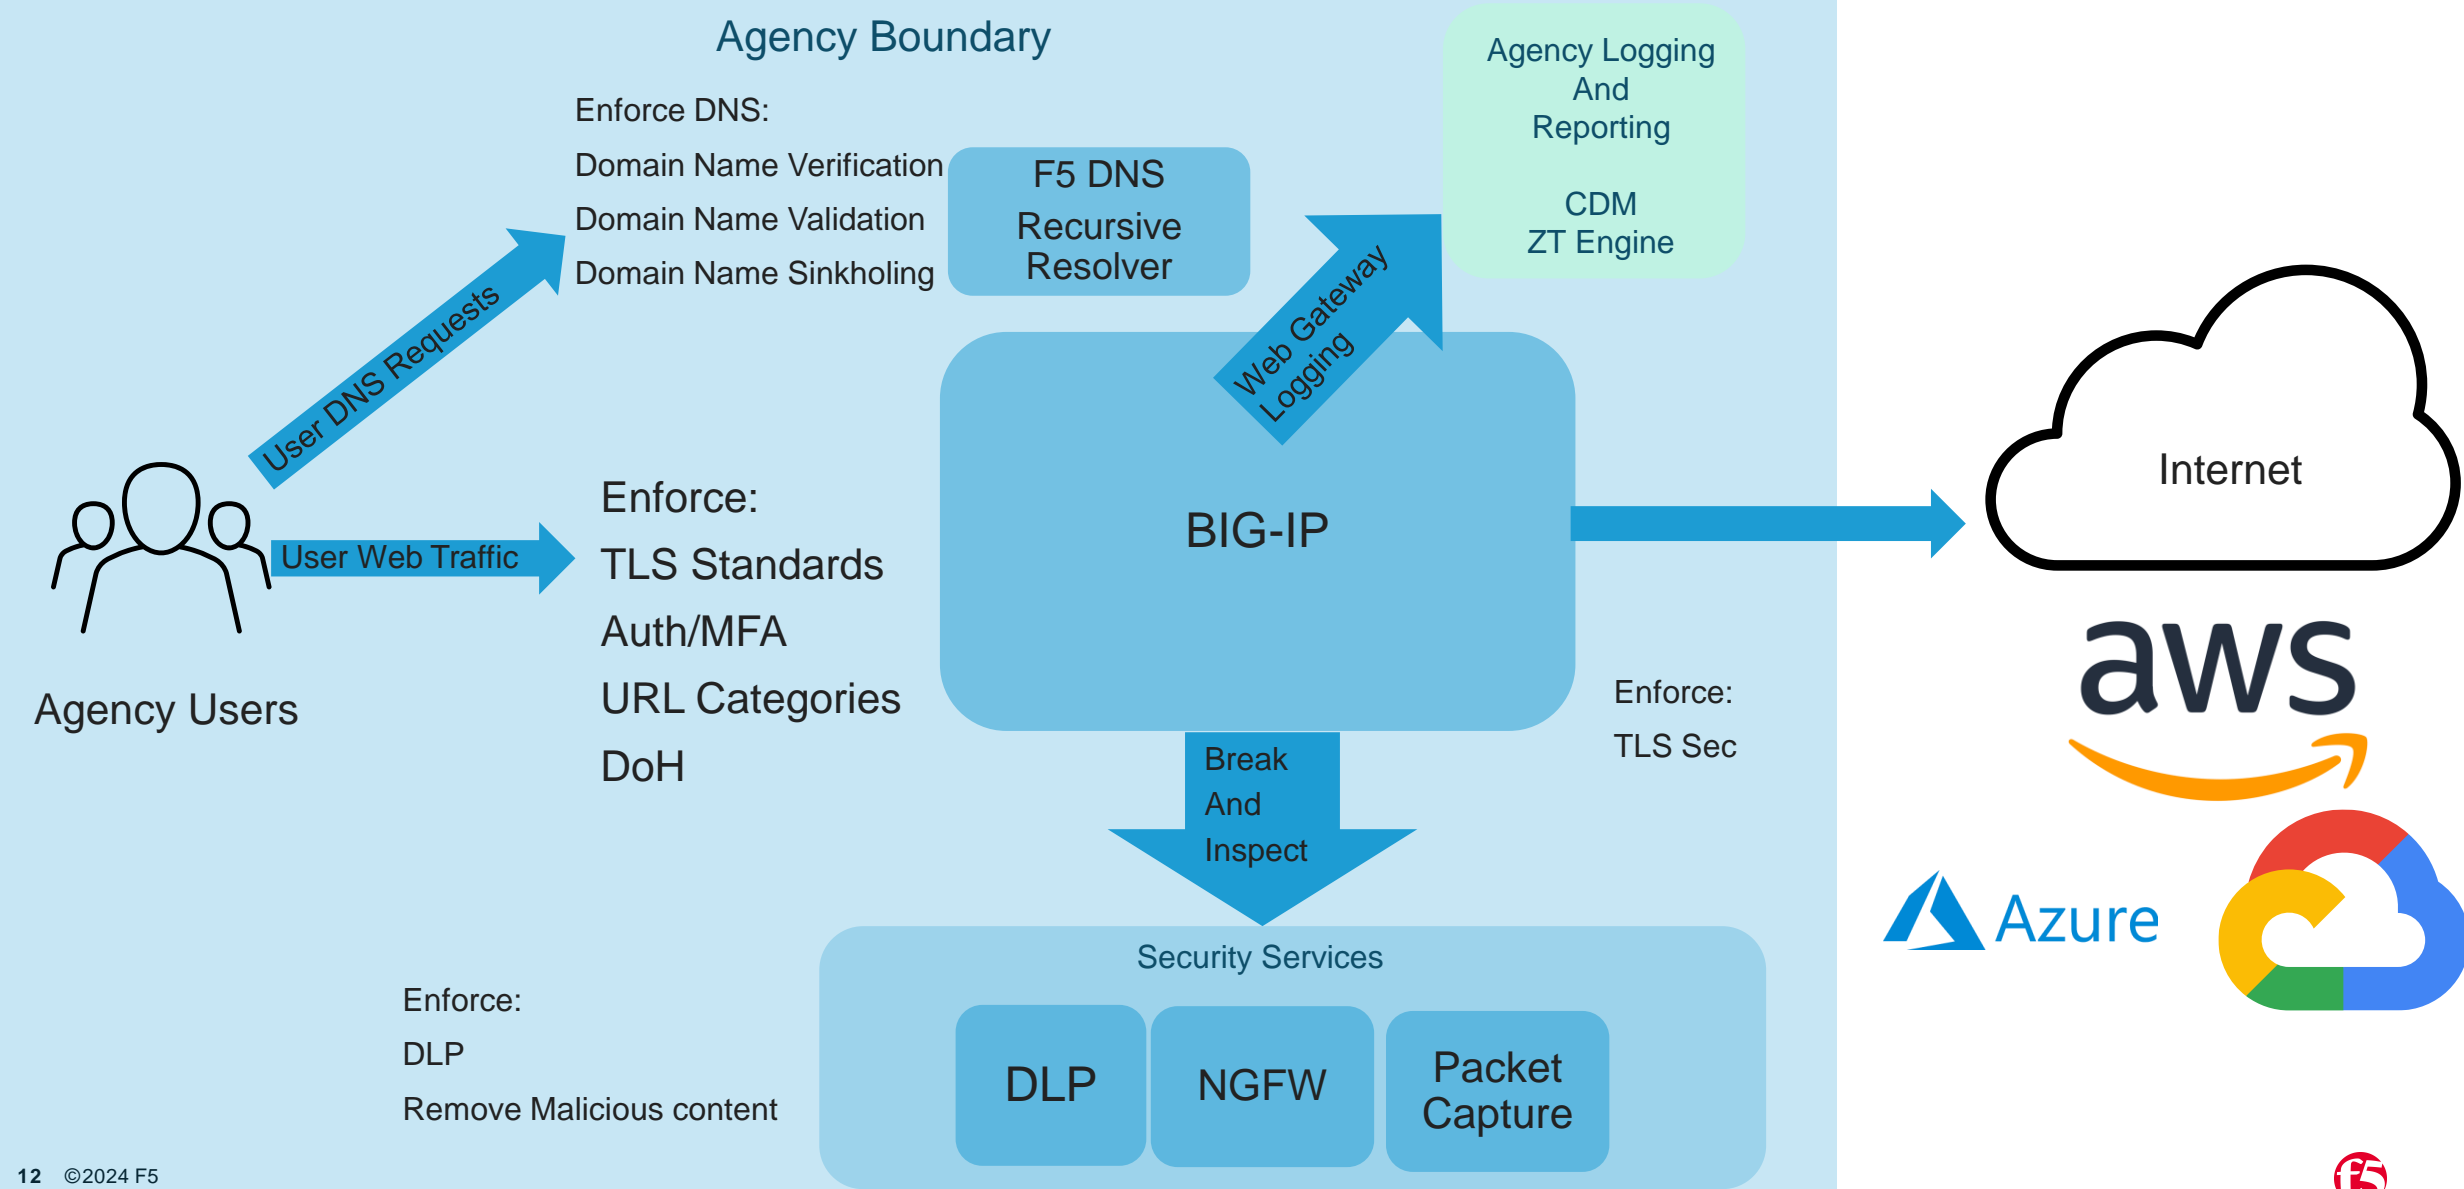 Agency Boundary
Enforce DNS:
Domain Name Verification
Domain Name Validation
Domain Name Sinkholing
F5 DNS
Recursive
Resolver
Agency Logging
And
Reporting
CDM
ZT Engine
User DNS Requests
Web Gateway
Logging
User Web Traffic
Agency Users
Enforce:
TLS Standards
Auth/MFA
URL Categories
DoH
BIG-IP
Internet
Enforce:
TLS Sec
Break
And
Inspect
aws
Azure
Security Services
DLP
NGFW
Packet
Capture
Enforce:
DLP
Remove Malicious content
12 ©2024 F5
f5